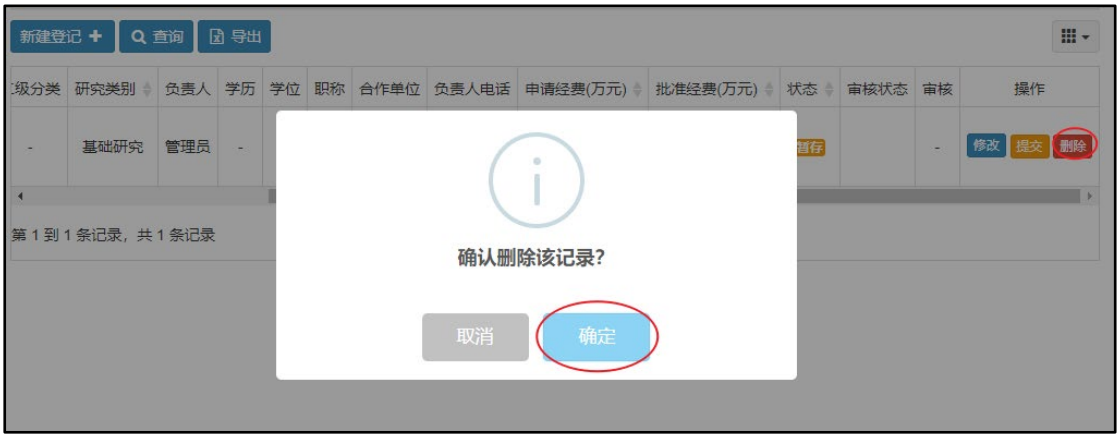 新建登记 查询 导出
级分类 研究类别 负责人 学历 学位 职称 合作单位 负责人电话 申请经费(万元) 批准经费(万元) 状态 审核状态 审核 操作
- 基础研究 管理员 - 暂存 - 修改 提交 删除
第 1 到 1 条记录，共 1 条记录
确认删除该记录？
取消 确定